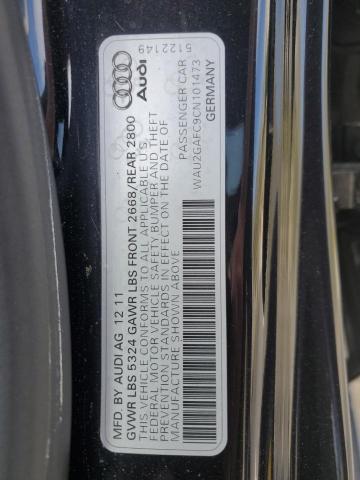 MFD. BY AUDI AG 12 11
GVWR LBS 5324 GAWR LBS FRONT 2668/REAR 2800
THIS VEHICLE CONFORMS TO ALL APPLICABLE U.S.
FEDERAL MOTOR VEHICLE SAFETY, BUMPER AND THEFT
PREVENTION STANDARDS IN EFFECT ON THE DATE OF
MANUFACTURE SHOWN ABOVE
5122149
Audi
PASSENGER CAR
WAU2GAFC9CN101473
GERMANY